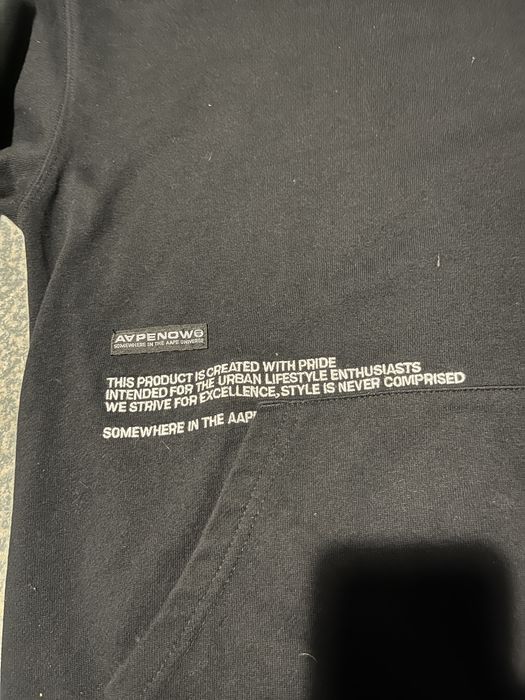 AAPENOW
SOMEWHERE IN THE AAPE UNIVERSE
THIS PRODUCT IS CREATED WITH PRIDE
INTENDED FOR THE URBAN LIFESTYLE ENTHUSIASTS
WE STRIVE FOR EXCELLENCE, STYLE IS NEVER COMPRISED
SOMEWHERE IN THE AAP